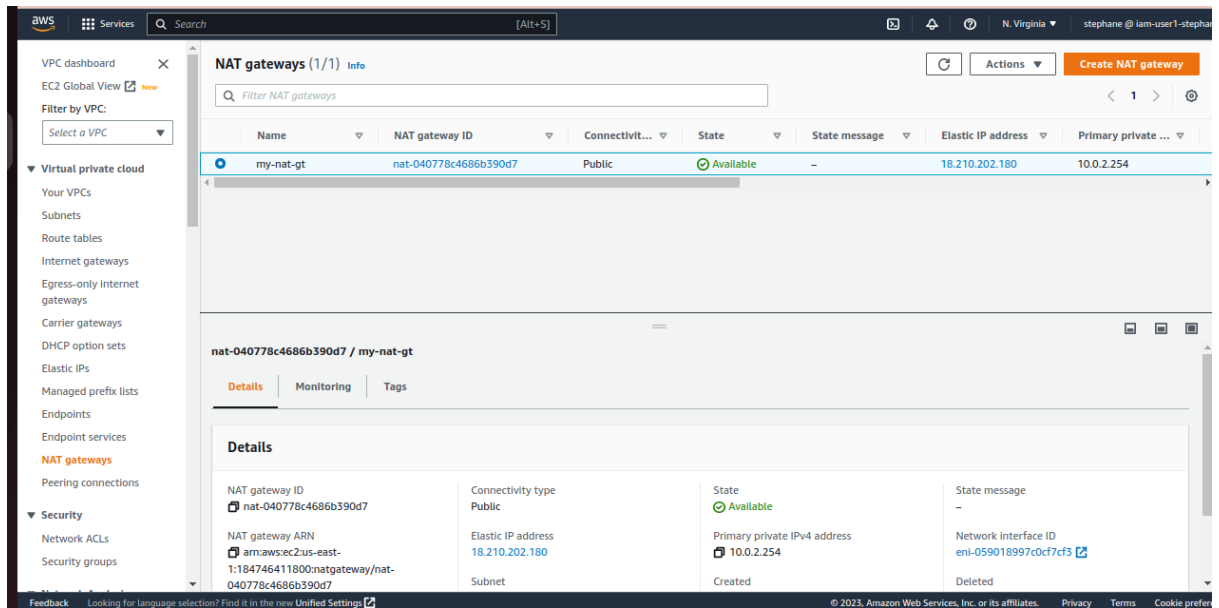 aws Services Search [Alt+S] N. Virginia stephane @ iam-user1-stephan
VPC dashboard
EC2 Global View New
Filter by VPC:
Select a VPC
Virtual private cloud
Your VPCs
Subnets
Route tables
Internet gateways
Egress-only internet
gateways
Carrier gateways
DHCP option sets
Elastic IPs
Managed prefix lists
Endpoints
Endpoint services
NAT gateways
Peering connections
Security
Network ACLs
Security groups
NAT gateways (1/1) Info
Actions
Create NAT gateway
Filter NAT gateways
1
Name NAT gateway ID Connectivit... State State message Elastic IP address Primary private ...
my-nat-gt nat-040778c4686b390d7 Public Available – 18.210.202.180 10.0.2.254
nat-040778c4686b390d7 / my-nat-gt
Details Monitoring Tags
Details
NAT gateway ID Connectivity type State State message
nat-040778c4686b390d7 Public Available –
NAT gateway ARN Elastic IP address Primary private IPv4 address Network interface ID
arn:aws:ec2:us-east- 18.210.202.180 10.0.2.254 eni-059018997c0cf7cf3
1:184746411800:natgateway/nat-
040778c4686b390d7 Subnet Created Deleted
Feedback Looking for language selection? Find it in the new Unified Settings © 2023, Amazon Web Services, Inc. or its affiliates. Privacy Terms Cookie prefere